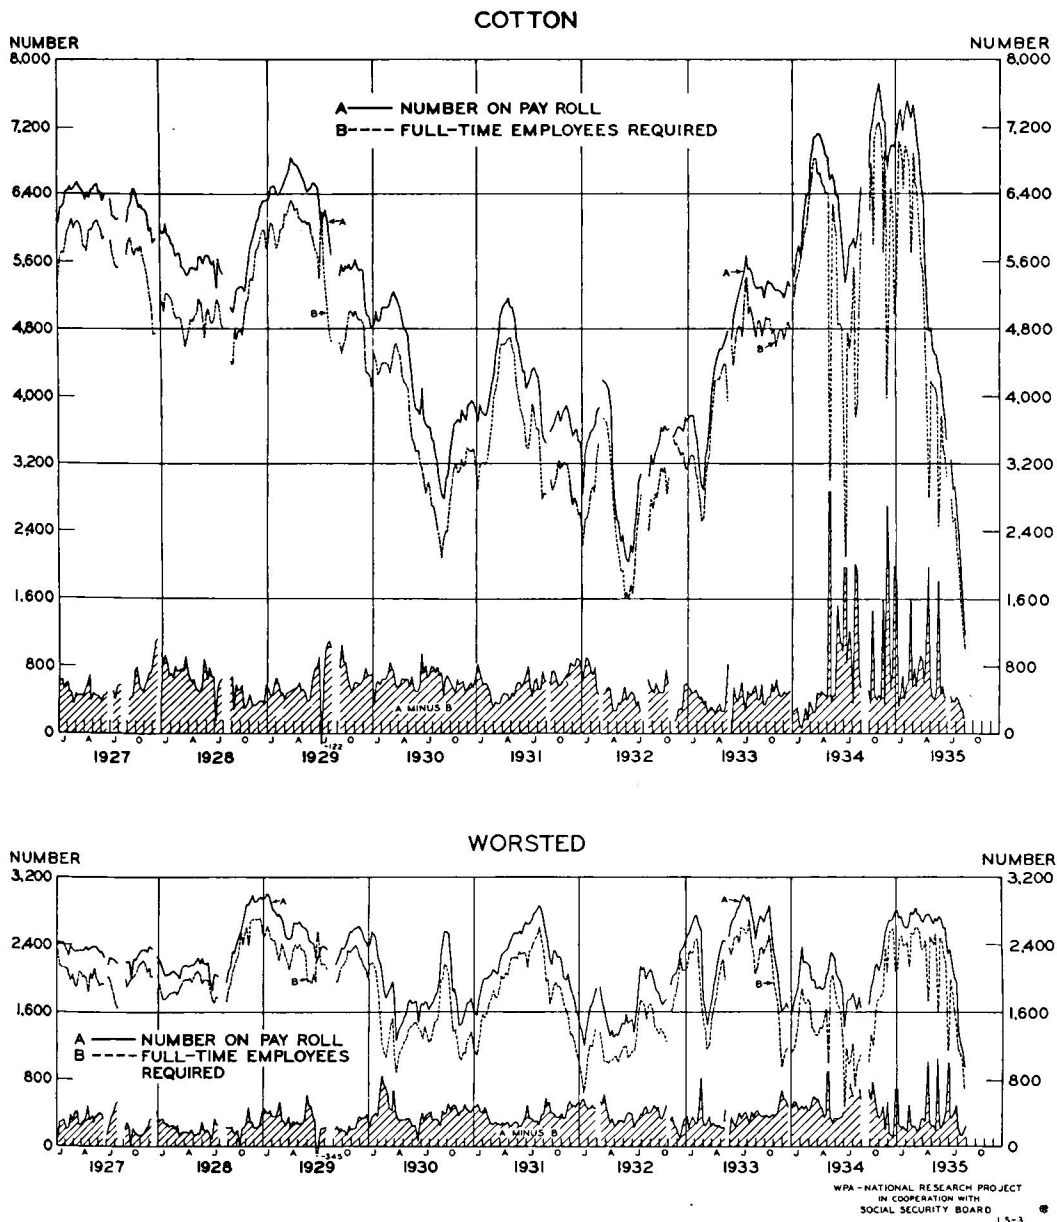 COTTON
NUMBER NUMBER
8,000 8,000
A NUMBER ON PAY ROLL
B FULL-TIME EMPLOYEES REQUIRED
7,200 7,200
6,400 6,400
A
A
5,600 5,600
B
4,800 4,800
B
4,000 4,000
3,200 3,200
2,400 2,400
1,600 1,600
800 800
A MINUS B
0 0
J A J O J A J O J A J O J A J O J A J O J A J O J A J O J A J O J A J O
-122
1927 1928 1929 1930 1931 1932 1933 1934 1935
WORSTED
NUMBER NUMBER
3,200 3,200
A
A
2,400 2,400
B
B
1,600 1,600
A NUMBER ON PAY ROLL
B FULL-TIME EMPLOYEES
REQUIRED
800 800
A MINUS B
0 0
J A J O J A J O J A J O J A J O J A J O J A J O J A J O J A J O J A J O
-345
1927 1928 1929 1930 1931 1932 1933 1934 1935
WPA-NATIONAL RESEARCH PROJECT
IN COOPERATION WITH
SOCIAL SECURITY BOARD
LS-3